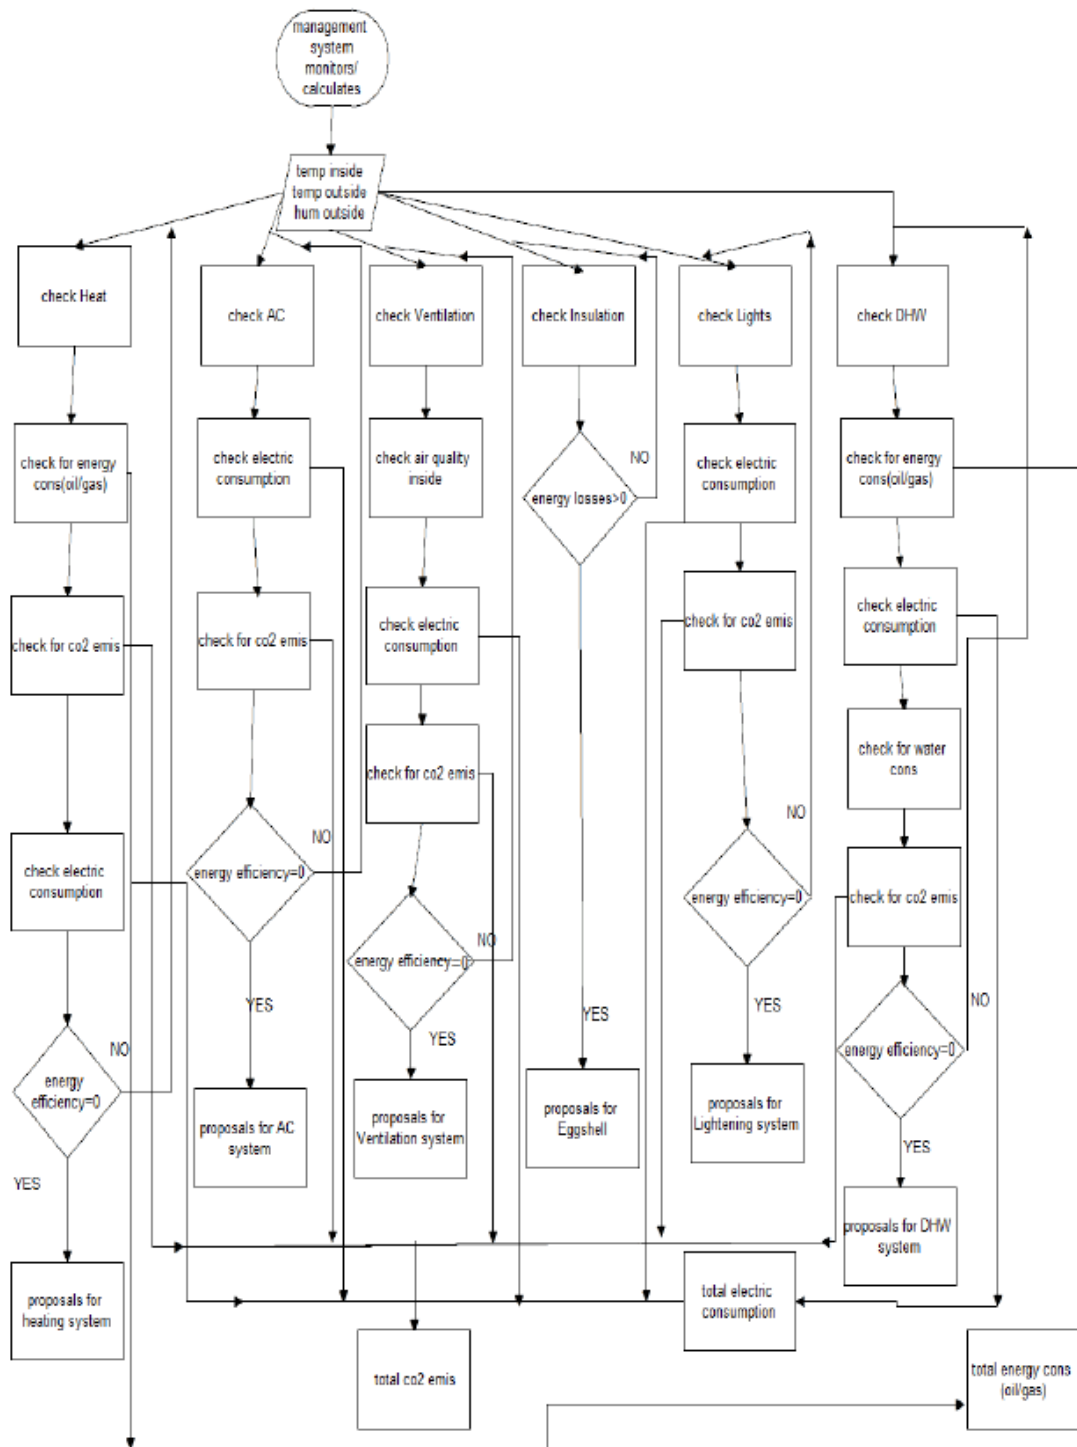 management
system
monitors/
calculates
temp inside
temp outside
hum outside
check Heat
check AC
check Ventilation
check Insulation
check Lights
check DHW
check for energy
cons(oil/gas)
check electric
consumption
check air quality
inside
energy losses>0
NO
check electric
consumption
check for energy
cons(oil/gas)
check for co2 emis
check for co2 emis
check electric
consumption
check for co2 emis
check electric
consumption
check for co2 emis
check for water
cons
check electric
consumption
energy efficiency=0
NO
energy efficiency=0
NO
energy efficiency=0
NO
check for co2 emis
energy
efficiency=0
NO
YES
YES
YES
YES
YES
energy efficiency=0
NO
YES
proposals for AC
system
proposals for
Ventilation system
proposals for
Eggshell
proposals for
Lightening system
proposals for DHW
system
proposals for
heating system
total electric
consumption
total co2 emis
total energy cons
(oil/gas)